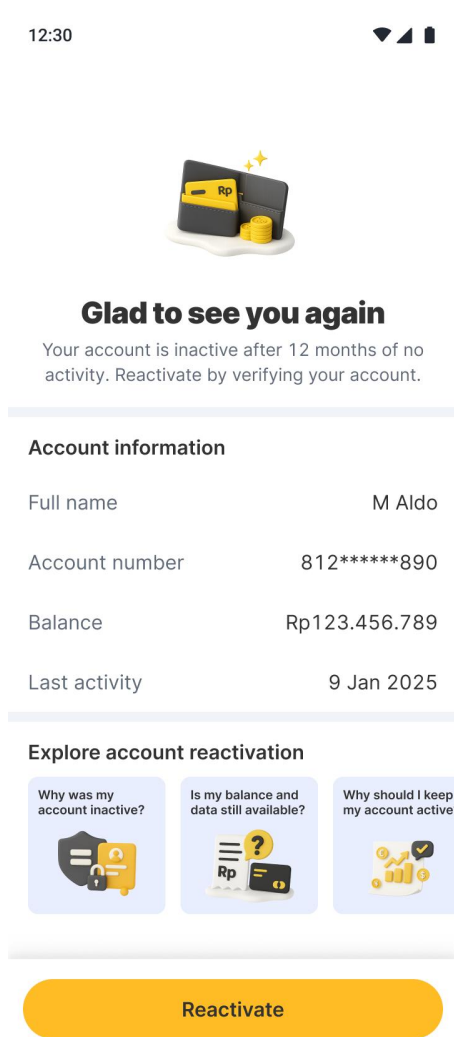 12:30
Rp
Glad to see you again
Your account is inactive after 12 months of no
activity. Reactivate by verifying your account.
Account information
Full name M Aldo
Account number 812******890
Balance Rp123.456.789
Last activity 9 Jan 2025
Explore account reactivation
Why was my
account inactive?
Is my balance and
data still available?
Why should I keep
my account active
?
Rp
Reactivate